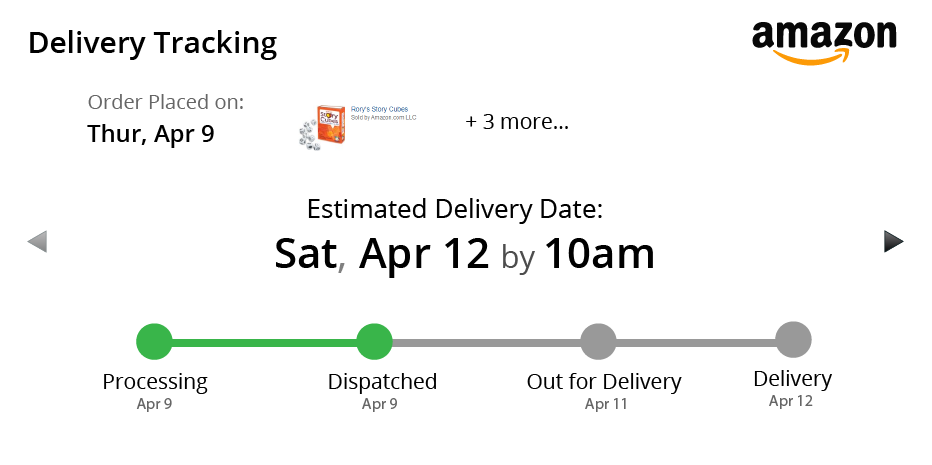 Delivery Tracking
amazon
Order Placed on:
Thur, Apr 9
STORY
CUBES
Rory's Story Cubes
Sold by Amazon.com LLC
+ 3 more...
Estimated Delivery Date:
Sat, Apr 12 by 10am
Processing
Apr 9
Dispatched
Apr 9
Out for Delivery
Apr 11
Delivery
Apr 12